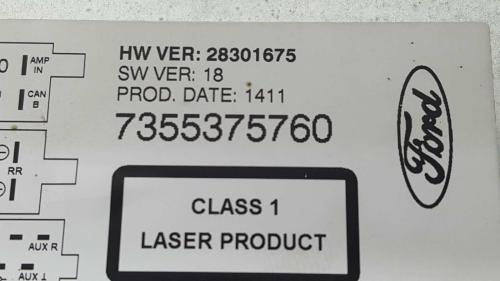 HW VER: 28301675
SW VER: 18
PROD. DATE: 1411
7355375760
CLASS 1
LASER PRODUCT
Ford
AMP
IN
CAN
B
RR
AUX R